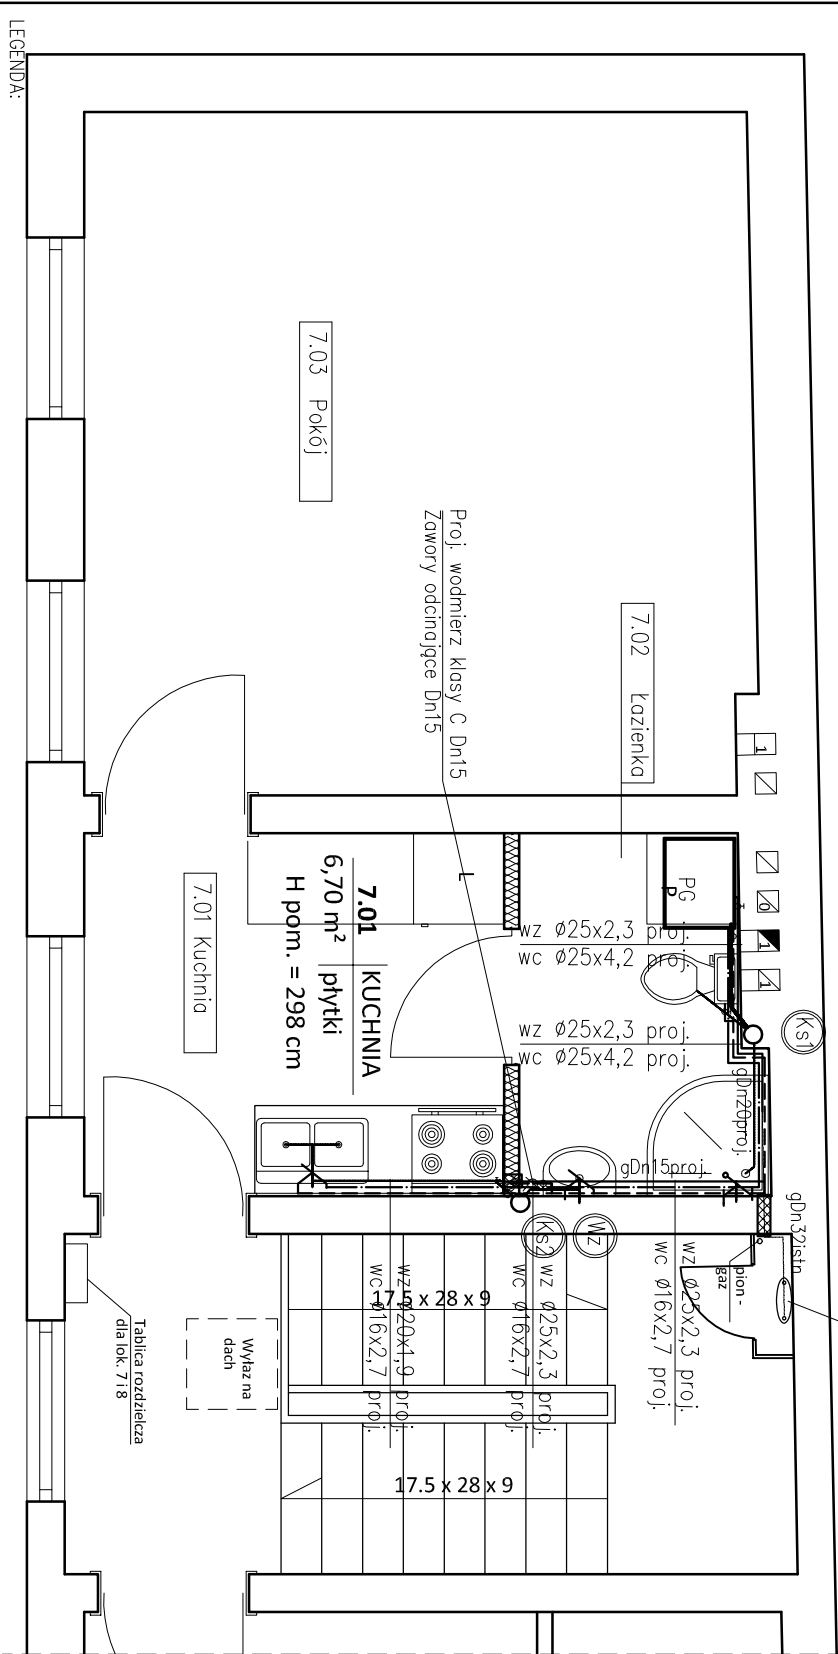 LEGENDA:
7.03 Pokój
Proj. wodmierz klasy C Dn15
Zawory odcinające Dn15
7.02 Łazienka
1
0
1
1
Ks1
PG
P
L
wz Ø25x2,3 proj.
wc Ø25x4,2 proj.
wz Ø25x2,3 proj.
wc Ø25x4,2 proj.
gDn20proj.
gDn15proj.
7.01 KUCHNIA
6,70 m² płytki
H pom. = 298 cm
7.01 Kuchnia
gDn32istn
pion -
gaz
Ks2
Wz
wz Ø25x2,3 proj.
wc Ø16x2,7 proj.
wz Ø25x2,3 proj.
wc Ø16x2,7 proj.
wz Ø20x1,9 proj.
wc Ø16x2,7 proj.
17.5 x 28 x 9
17.5 x 28 x 9
Wyłaz na
dach
Tablica rozdzielcza
dla lok. 7 i 8